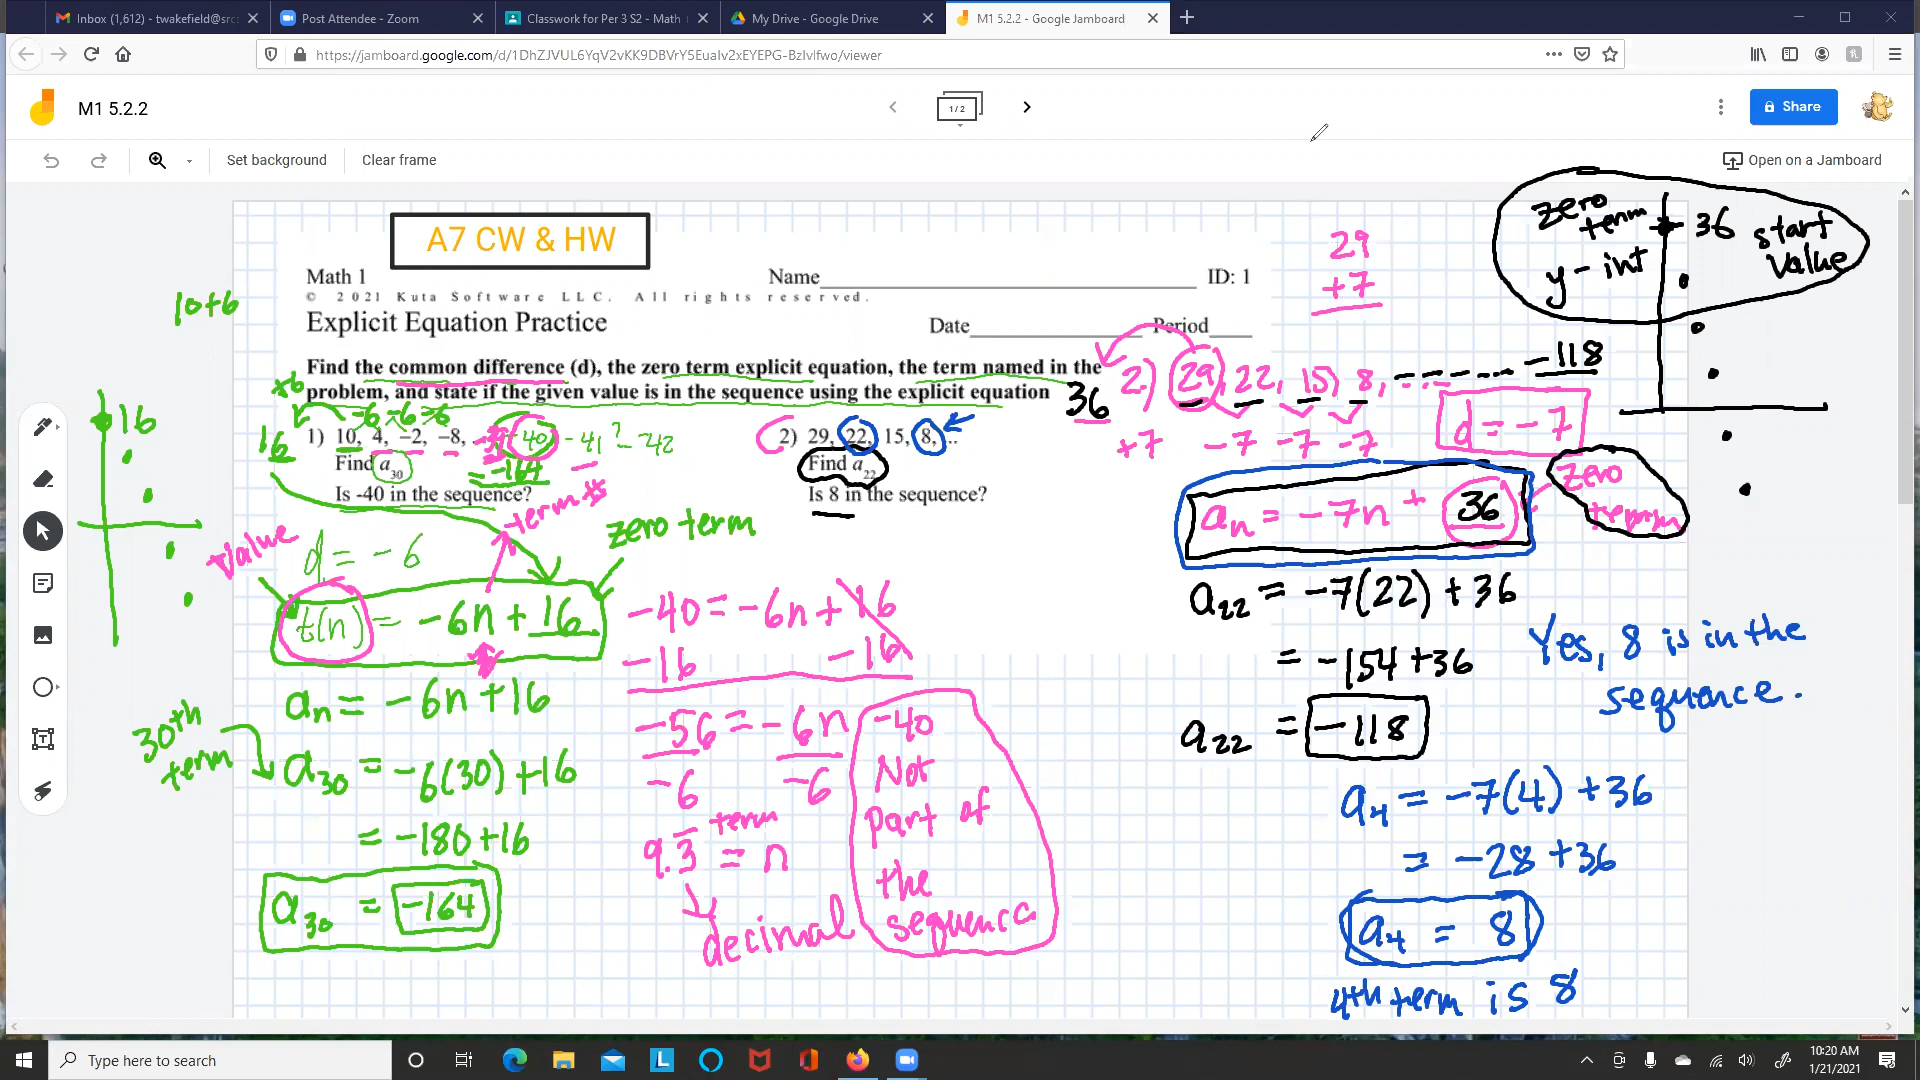 Inbox (1,612) - twakefield@src
Post Attendee - Zoom
Classwork for Per 3 S2 - Math
My Drive - Google Drive
M1 5.2.2 - Google Jamboard
https://jamboard.google.com/d/1DhZJVUL6YqV2vKK9DBVrY5EuaIv2xEYEPG-BzIvIfwo/viewer
M1 5.2.2
1 / 2
Share
Set background
Clear frame
Open on a Jamboard
A7 CW & HW
Math 1
Name
ID: 1
© 2021 Kuta Software LLC. All rights reserved.
Explicit Equation Practice
Date
Period
Find the common difference (d), the zero term explicit equation, the term named in the
problem, and state if the given value is in the sequence using the explicit equation
10+6
+6
-6 -6 -6
16
16
1) 10, 4, −2, −8, ..
-40 -41 ? -42
Find a30
-164
Is -40 in the sequence?
term #
value
d = -6
zero term
t(n) = -6n + 16
an = -6n+16
30th
term
a30 = -6(30)+16
= -180+16
a30 = -164
-40 = -6n + 16
-16 -16
-56 = -6n
-6 -6
term
9.3 = n
decimal
-40
Not
part of
the
sequence
2) 29, 22, 15, 8, ..
Find a22
Is 8 in the sequence?
29
+7
36
2.) 29, 22, 15, 8, -118
+7 -7 -7 -7
d = -7
an = -7n + 36
zero
term
a22 = -7(22) + 36
= -154+36
a22 = -118
Yes, 8 is in the
sequence.
a4 = -7(4) +36
= -28 +36
a4 = 8
4th term is 8
zero
term
36
start
value
y-int
Type here to search
10:20 AM
1/21/2021